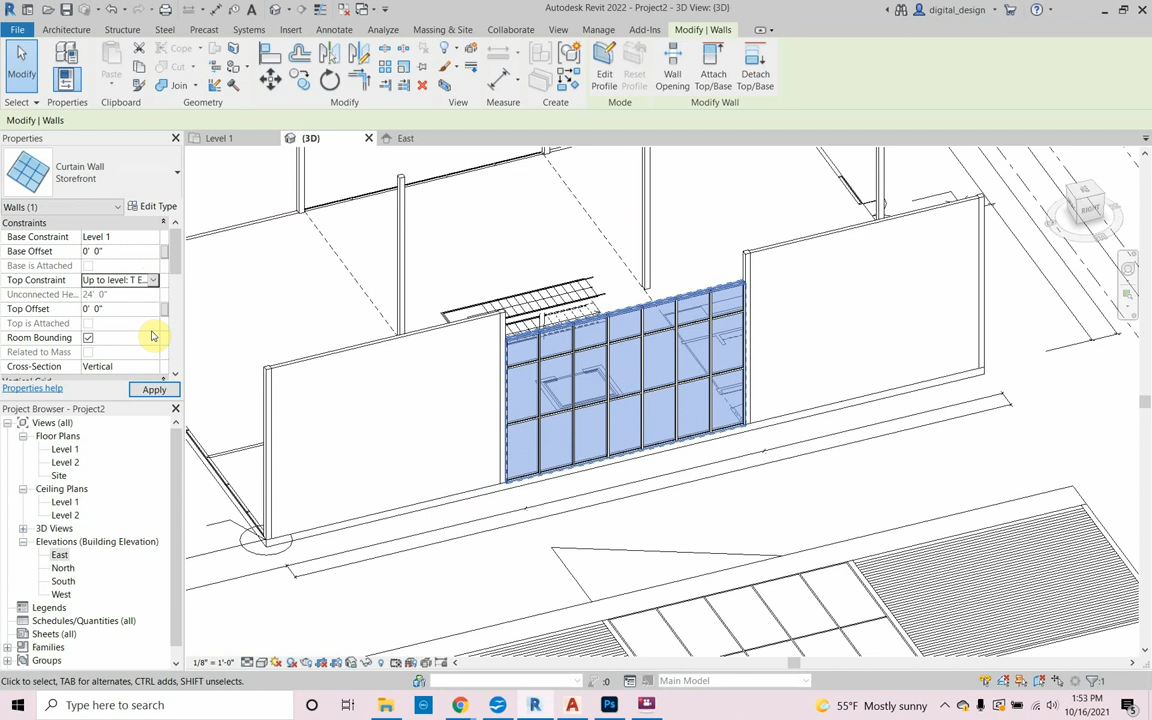 Autodesk Revit 2022 - Project2 - 3D View: {3D}
digital_design
File Architecture Structure Steel Precast Systems Insert Annotate Analyze Massing & Site Collaborate View Manage Add-Ins Modify | Walls
Cope
Cut
Join
Modify
Paste
Edit Profile
Reset Profile
Wall Opening
Attach Top/Base
Detach Top/Base
Select Properties Clipboard Geometry Modify View Measure Create Mode Modify Wall
Modify | Walls
Properties
Level 1
{3D}
East
Curtain Wall
Storefront
RIGHT
Walls (1)
Edit Type
Constraints
Base Constraint Level 1
Base Offset 0' 0"
Base is Attached
Top Constraint Up to level: T E...
Unconnected He... 24' 0"
Top Offset 0' 0"
Top is Attached
Room Bounding
Related to Mass
Cross-Section Vertical
Properties help
Apply
Project Browser - Project2
Views (all)
Floor Plans
Level 1
Level 2
Site
Ceiling Plans
Level 1
Level 2
3D Views
Elevations (Building Elevation)
East
North
South
West
Legends
Schedules/Quantities (all)
Sheets (all)
Families
Groups
1/8" = 1'-0"
Click to select, TAB for alternates, CTRL adds, SHIFT unselects.
:0
Main Model
:1
Type here to search
55°F Mostly sunny
1:53 PM
10/16/2021